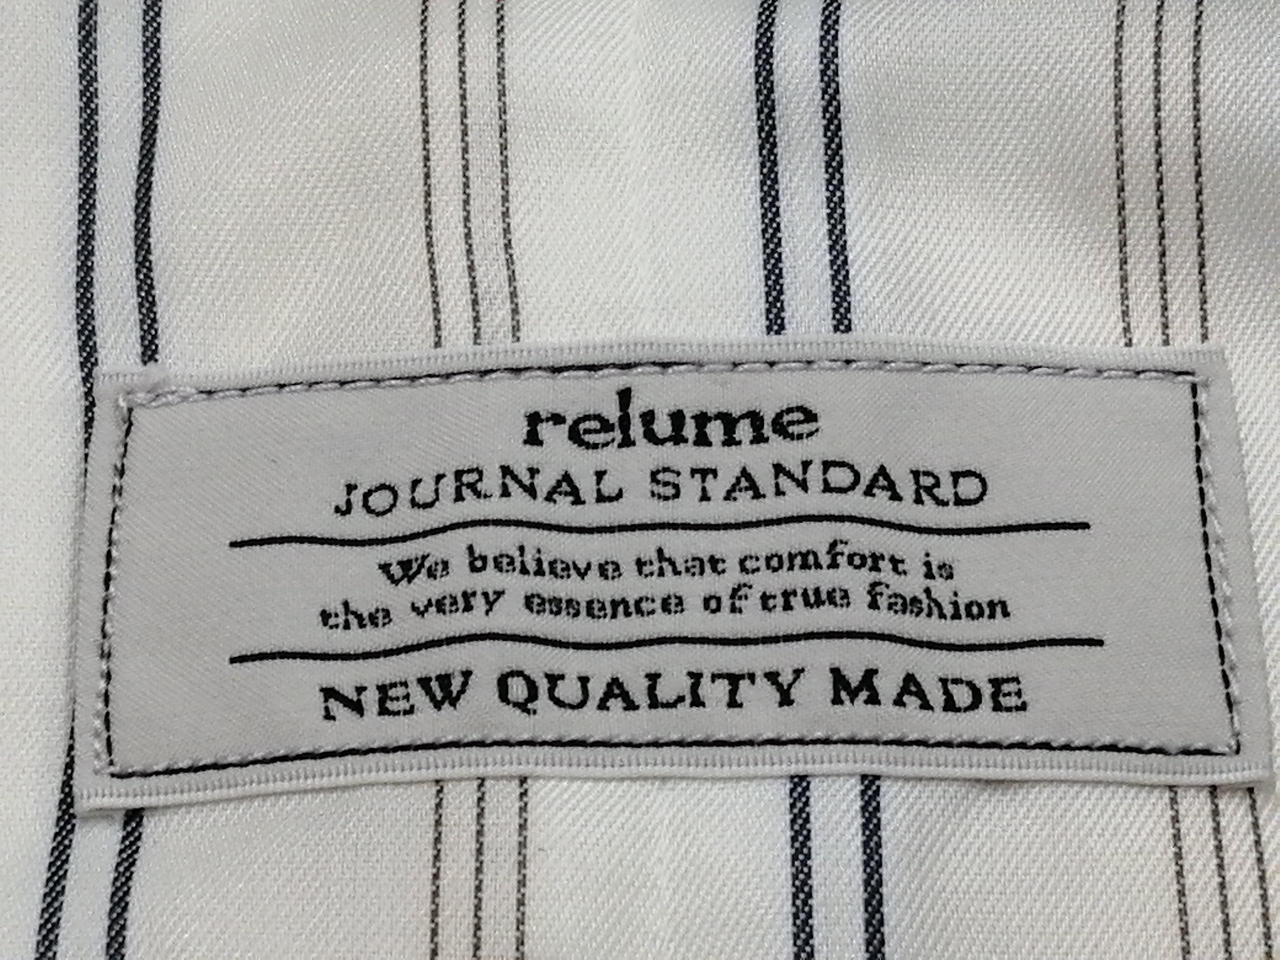 relume
JOURNAL STANDARD
We believe that comfort is
the very essence of true fashion
NEW QUALITY MADE